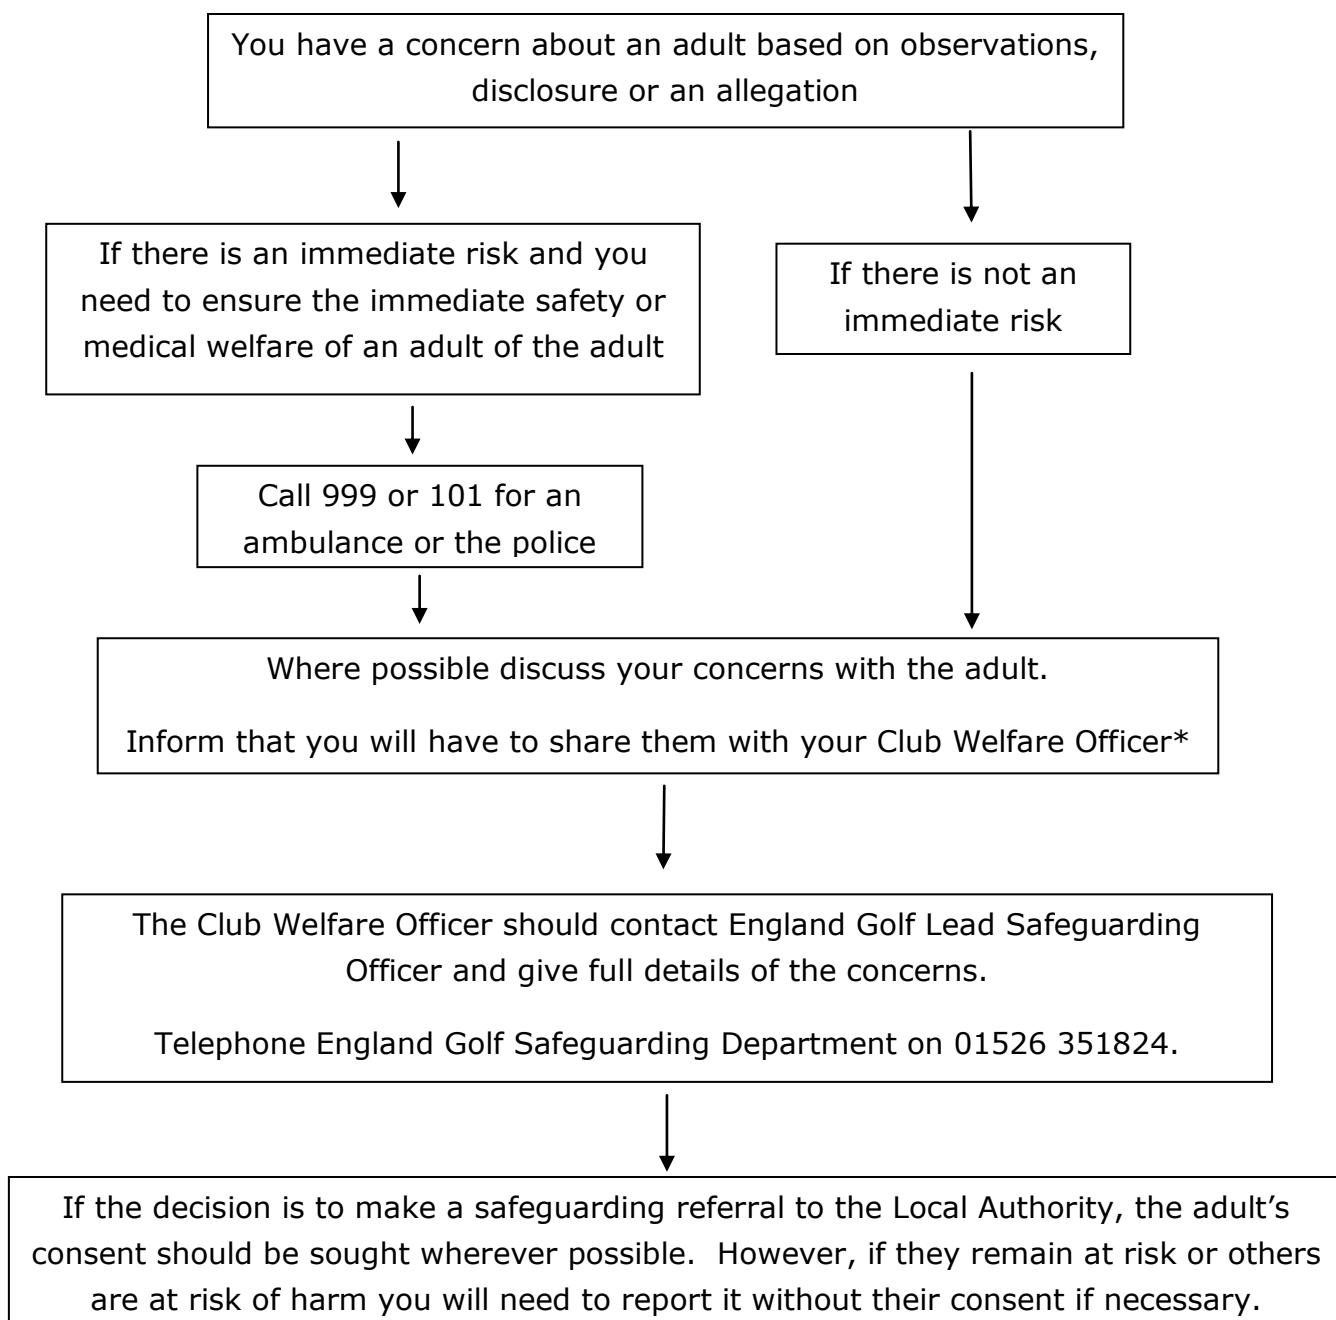 You have a concern about an adult based on observations,
disclosure or an allegation
If there is an immediate risk and you
need to ensure the immediate safety or
medical welfare of an adult of the adult
If there is not an
immediate risk
Call 999 or 101 for an
ambulance or the police
Where possible discuss your concerns with the adult.
Inform that you will have to share them with your Club Welfare Officer*
The Club Welfare Officer should contact England Golf Lead Safeguarding
Officer and give full details of the concerns.
Telephone England Golf Safeguarding Department on 01526 351824.
If the decision is to make a safeguarding referral to the Local Authority, the adult’s
consent should be sought wherever possible.  However, if they remain at risk or others
are at risk of harm you will need to report it without their consent if necessary.